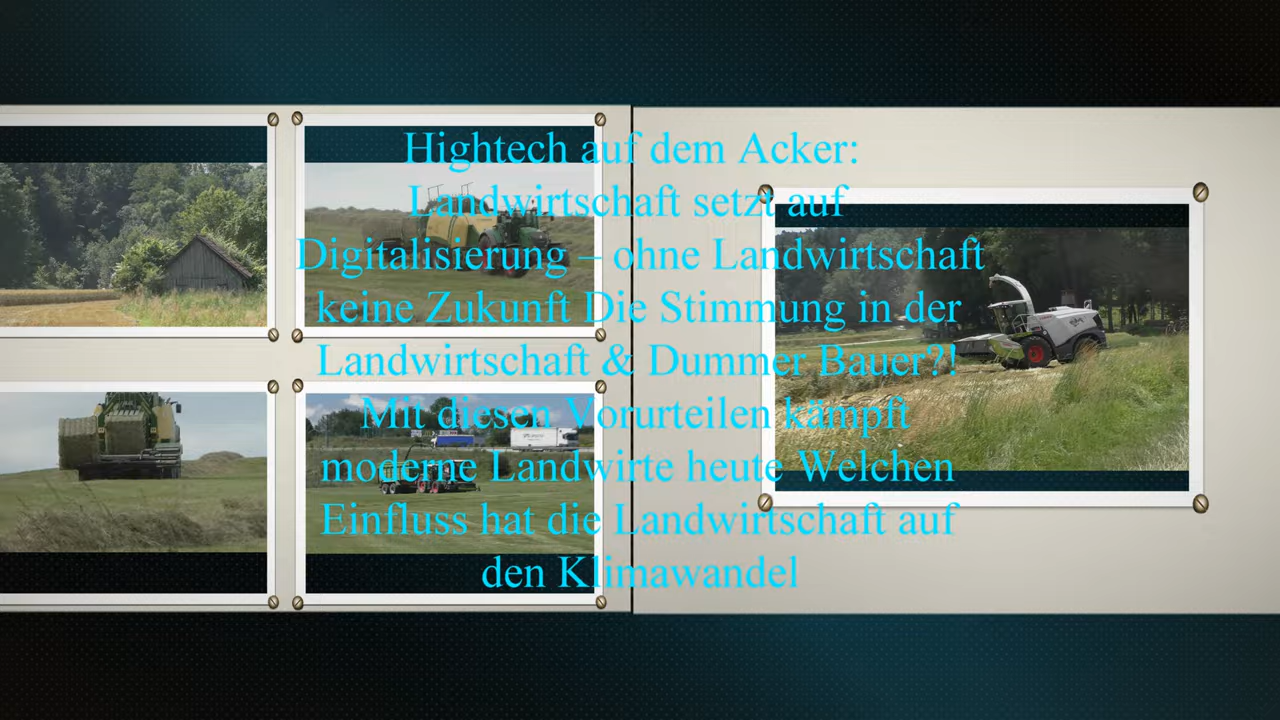 Hightech auf dem Acker:
Landwirtschaft setzt auf
Digitalisierung – ohne Landwirtschaft
keine Zukunft Die Stimmung in der
Landwirtschaft & Dummer Bauer?!
Mit diesen Vorurteilen kämpft
moderne Landwirte heute Welchen
Einfluss hat die Landwirtschaft auf
den Klimawandel